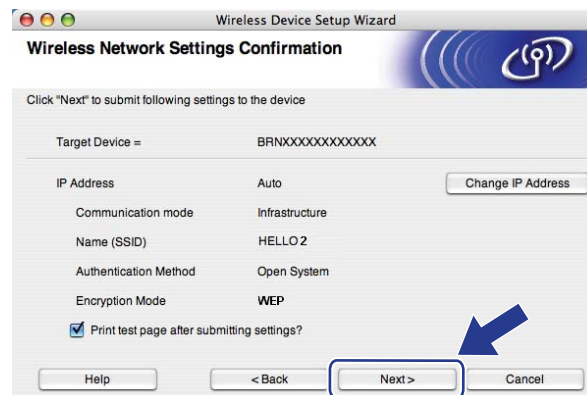 Wireless Device Setup Wizard
Wireless Network Settings Confirmation
Click "Next" to submit following settings to the device
Target Device = BRNXXXXXXXXXXXX
IP Address Auto Change IP Address
Communication mode Infrastructure
Name (SSID) HELLO 2
Authentication Method Open System
Encryption Mode WEP
Print test page after submitting settings?
Help < Back Next > Cancel